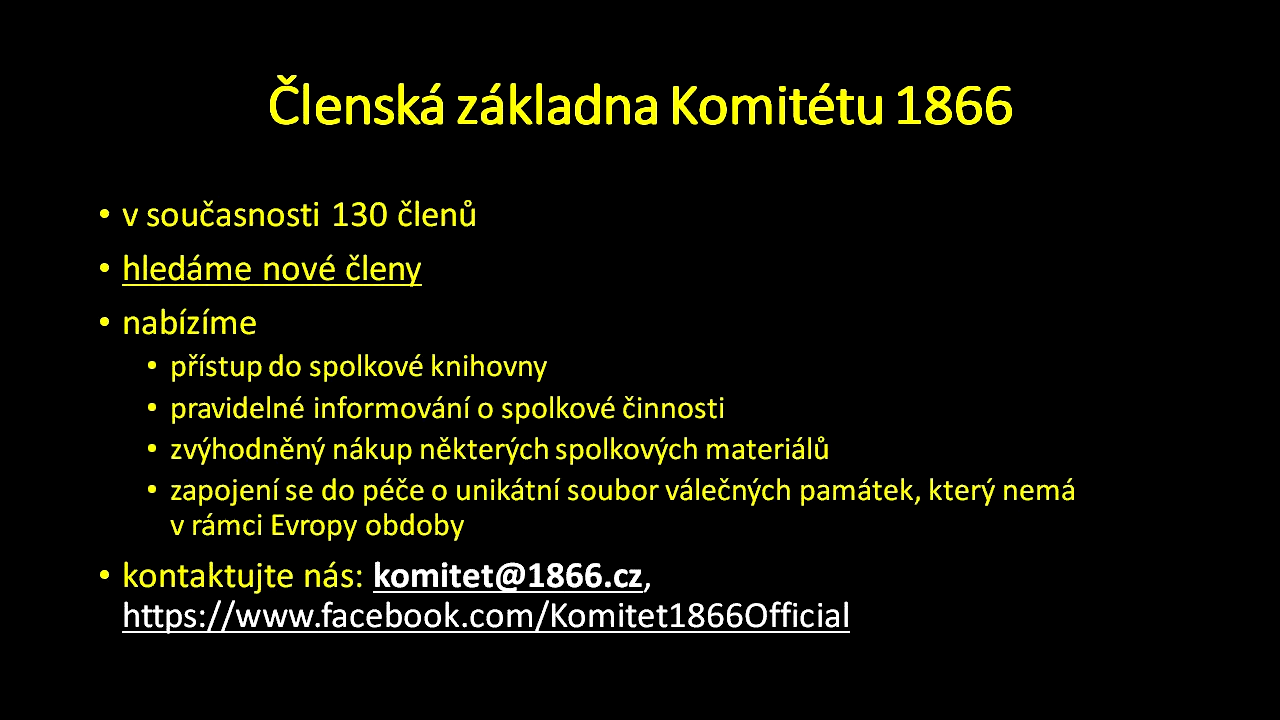 Členská základna Komitétu 1866
• v současnosti 130 členů
• hledáme nové členy
• nabízíme
• přístup do spolkové knihovny
• pravidelné informování o spolkové činnosti
• zvýhodněný nákup některých spolkových materiálů
• zapojení se do péče o unikátní soubor válečných památek, který nemá
v rámci Evropy obdoby
• kontaktujte nás: komitet@1866.cz,
https://www.facebook.com/Komitet1866Official